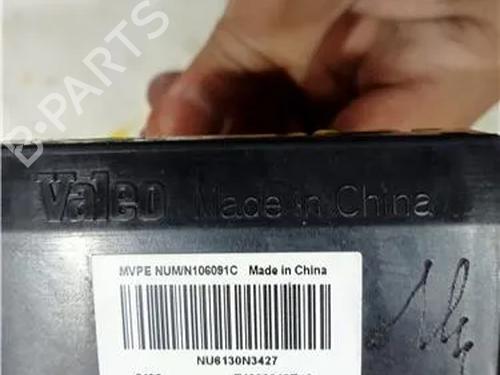 B-PARTS
Valeo Made in China
MVPE NUM/N106091C Made in China
NU6130N3427